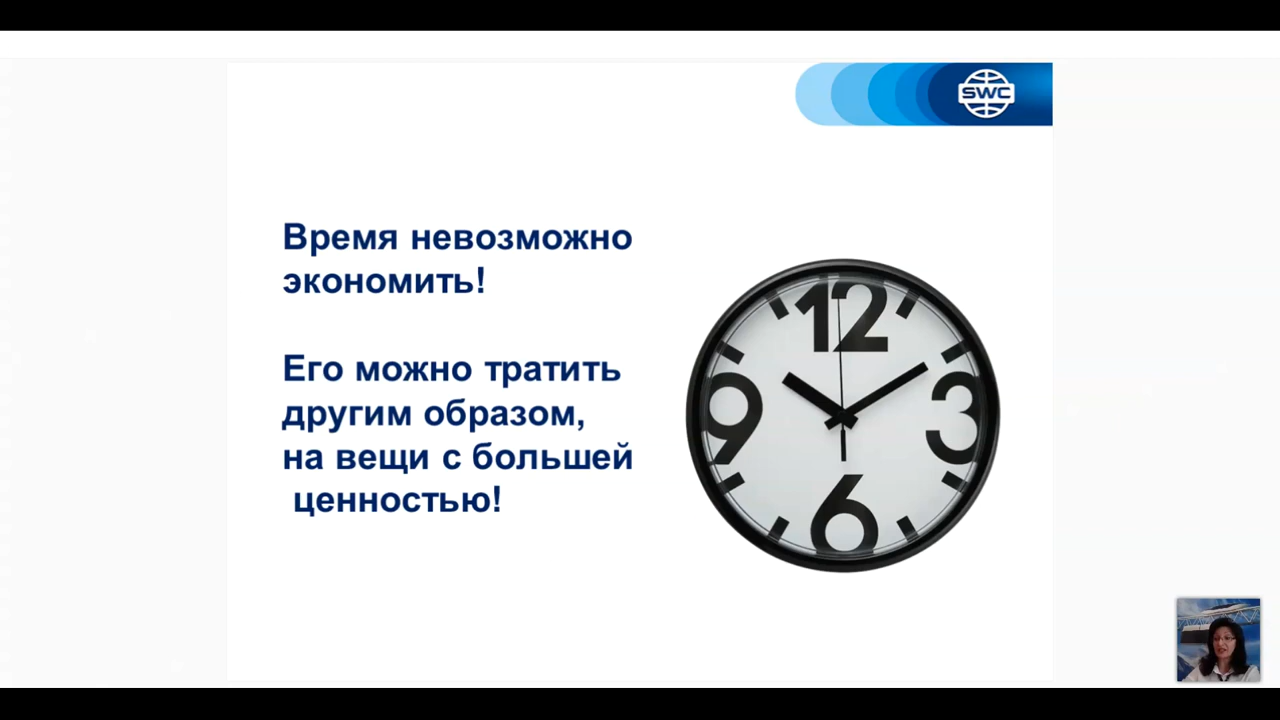 SWC
Время невозможно
экономить!
Его можно тратить
другим образом,
на вещи с большей
ценностью!
12
9
3
6